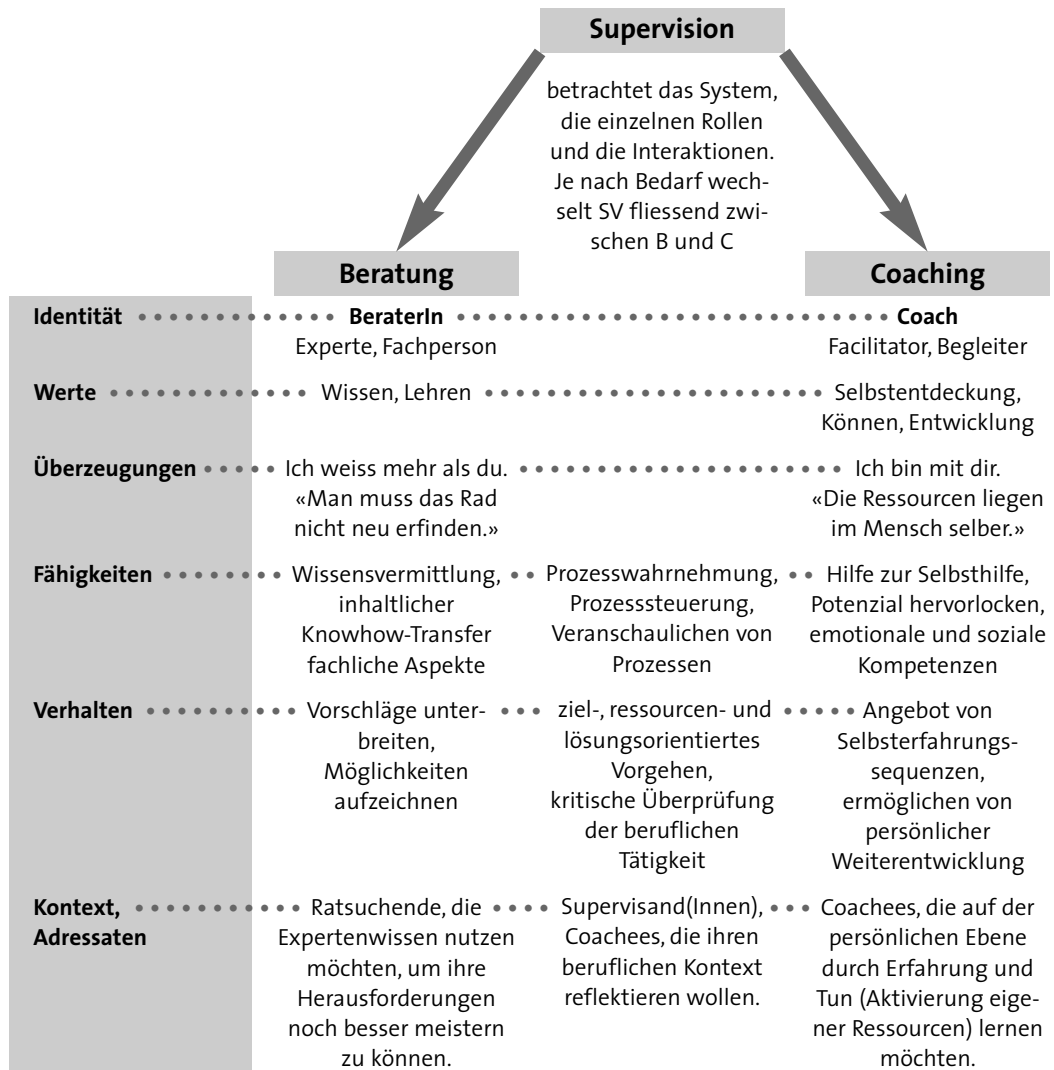 Supervision
betrachtet das System,
die einzelnen Rollen
und die Interaktionen.
Je nach Bedarf wech-
selt SV fliessend zwi-
schen B und C
Beratung
Coaching
Identität
BeraterIn
Experte, Fachperson
Coach
Facilitator, Begleiter
Werte
Wissen, Lehren
Selbstentdeckung,
Können, Entwicklung
Überzeugungen
Ich weiss mehr als du.
«Man muss das Rad
nicht neu erfinden.»
Ich bin mit dir.
«Die Ressourcen liegen
im Mensch selber.»
Fähigkeiten
Wissensvermittlung,
inhaltlicher
Knowhow-Transfer
fachliche Aspekte
Prozesswahrnehmung,
Prozesssteuerung,
Veranschaulichen von
Prozessen
Hilfe zur Selbsthilfe,
Potenzial hervorlocken,
emotionale und soziale
Kompetenzen
Verhalten
Vorschläge unter-
breiten,
Möglichkeiten
aufzeichnen
ziel-, ressourcen- und
lösungsorientiertes
Vorgehen,
kritische Überprüfung
der beruflichen
Tätigkeit
Angebot von
Selbsterfahrungs-
sequenzen,
ermöglichen von
persönlicher
Weiterentwicklung
Kontext,
Adressaten
Ratsuchende, die
Expertenwissen nutzen
möchten, um ihre
Herausforderungen
noch besser meistern
zu können.
Supervisand(Innen),
Coachees, die ihren
beruflichen Kontext
reflektieren wollen.
Coachees, die auf der
persönlichen Ebene
durch Erfahrung und
Tun (Aktivierung eige-
ner Ressourcen) lernen
möchten.